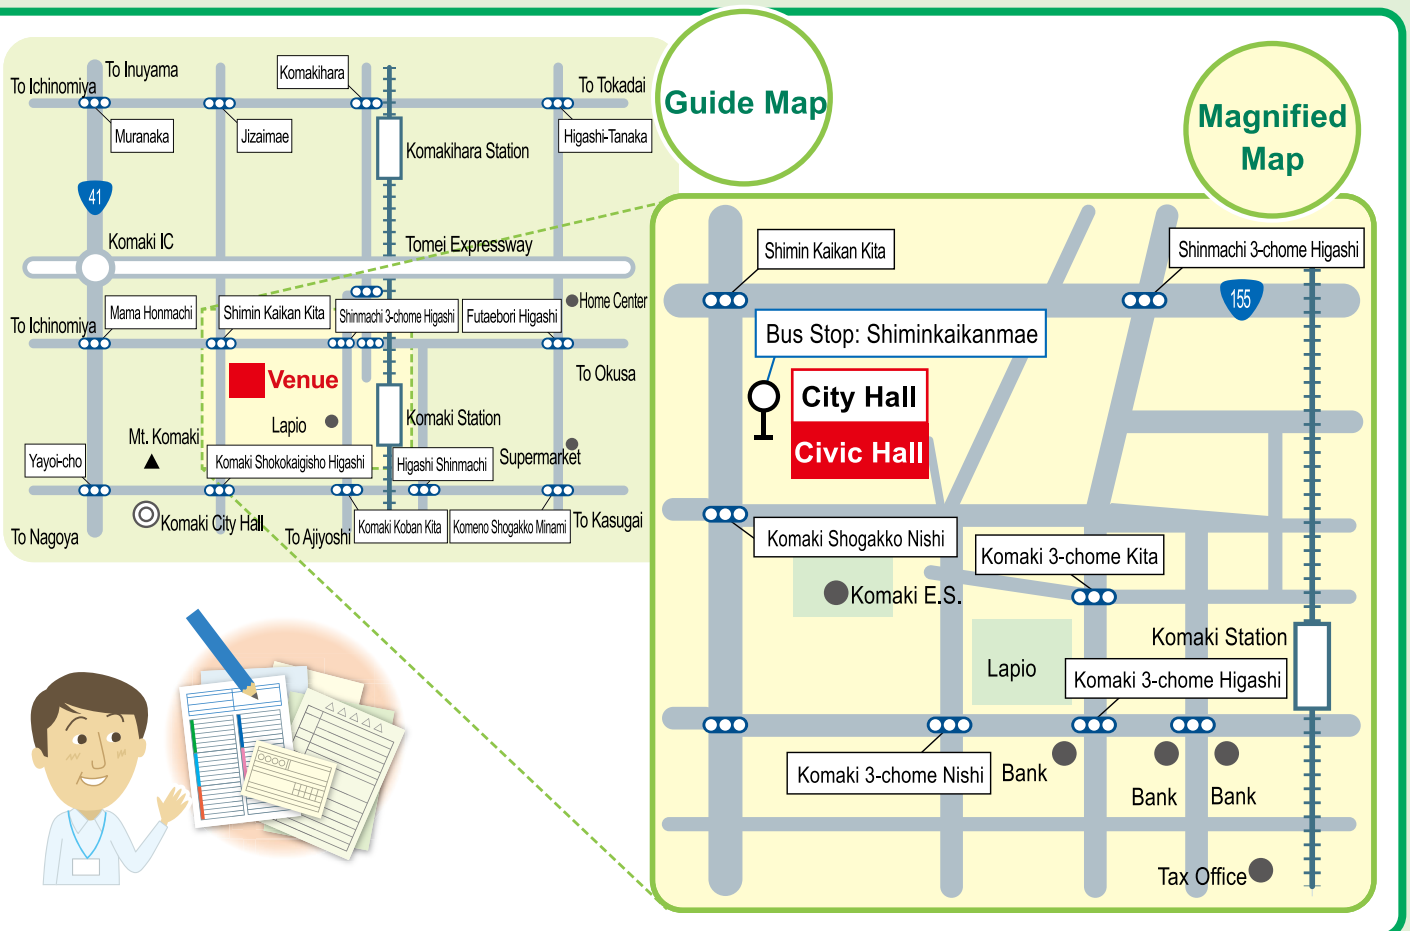 Guide Map
To Inuyama
To Ichinomiya
Komakihara
To Tokadai
Muranaka
Jizaimae
Higashi-Tanaka
Komakihara Station
41
Komaki IC
Tomei Expressway
Home Center
Mama Honmachi
Shimin Kaikan Kita
Shinmachi 3-chome Higashi
Futaebori Higashi
To Ichinomiya
Venue
To Okusa
Lapio
Komaki Station
Mt. Komaki
Yayoi-cho
Komaki Shokokaigisho Higashi
Higashi Shinmachi
Supermarket
Komaki City Hall
To Nagoya
To Ajiyoshi
Komaki Koban Kita
Komeno Shogakko Minami
To Kasugai
Magnified
Map
Shimin Kaikan Kita
Shinmachi 3-chome Higashi
155
Bus Stop: Shiminkaikanmae
City Hall
Civic Hall
Komaki Shogakko Nishi
Komaki 3-chome Kita
Komaki E.S.
Komaki Station
Lapio
Komaki 3-chome Higashi
Komaki 3-chome Nishi
Bank
Bank
Bank
Tax Office